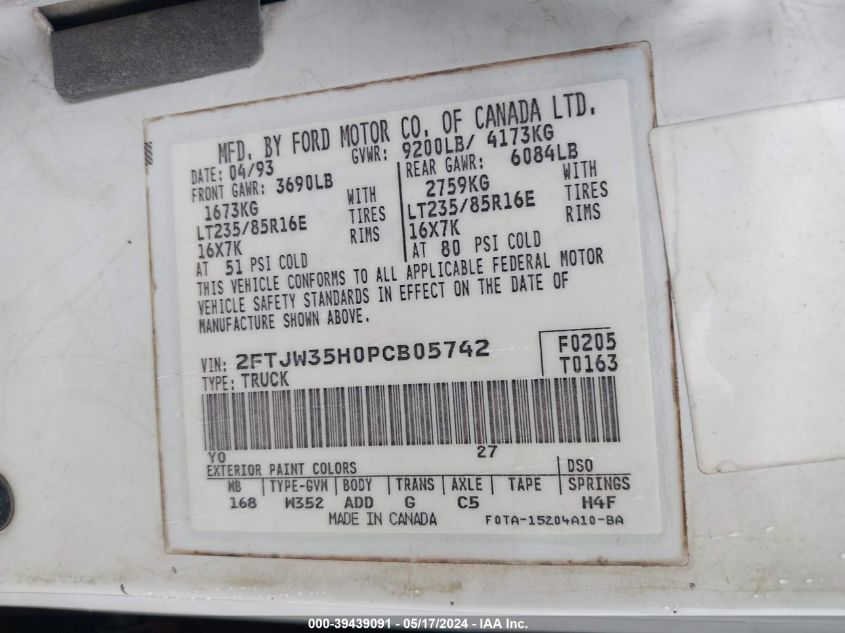 MFD. BY FORD MOTOR CO. OF CANADA LTD.
DATE: 04/93 GVWR: 9200LB/ 4173KG
FRONT GAWR: 3690LB REAR GAWR: 6084LB
1673KG WITH 2759KG WITH
LT235/85R16E TIRES LT235/85R16E TIRES
16X7K RIMS 16X7K RIMS
AT 51 PSI COLD AT 80 PSI COLD
THIS VEHICLE CONFORMS TO ALL APPLICABLE FEDERAL MOTOR
VEHICLE SAFETY STANDARDS IN EFFECT ON THE DATE OF
MANUFACTURE SHOWN ABOVE.
VIN: 2FTJW35H0PCB05742 F0205
TYPE: TRUCK T0163
YO 27
EXTERIOR PAINT COLORS DSO
WB TYPE-GVW BODY TRANS AXLE TAPE SPRINGS
168 W352 ADD G C5 H4F
MADE IN CANADA F0TA-15204A10-BA
000-39439091 - 05/17/2024 - IAA Inc.